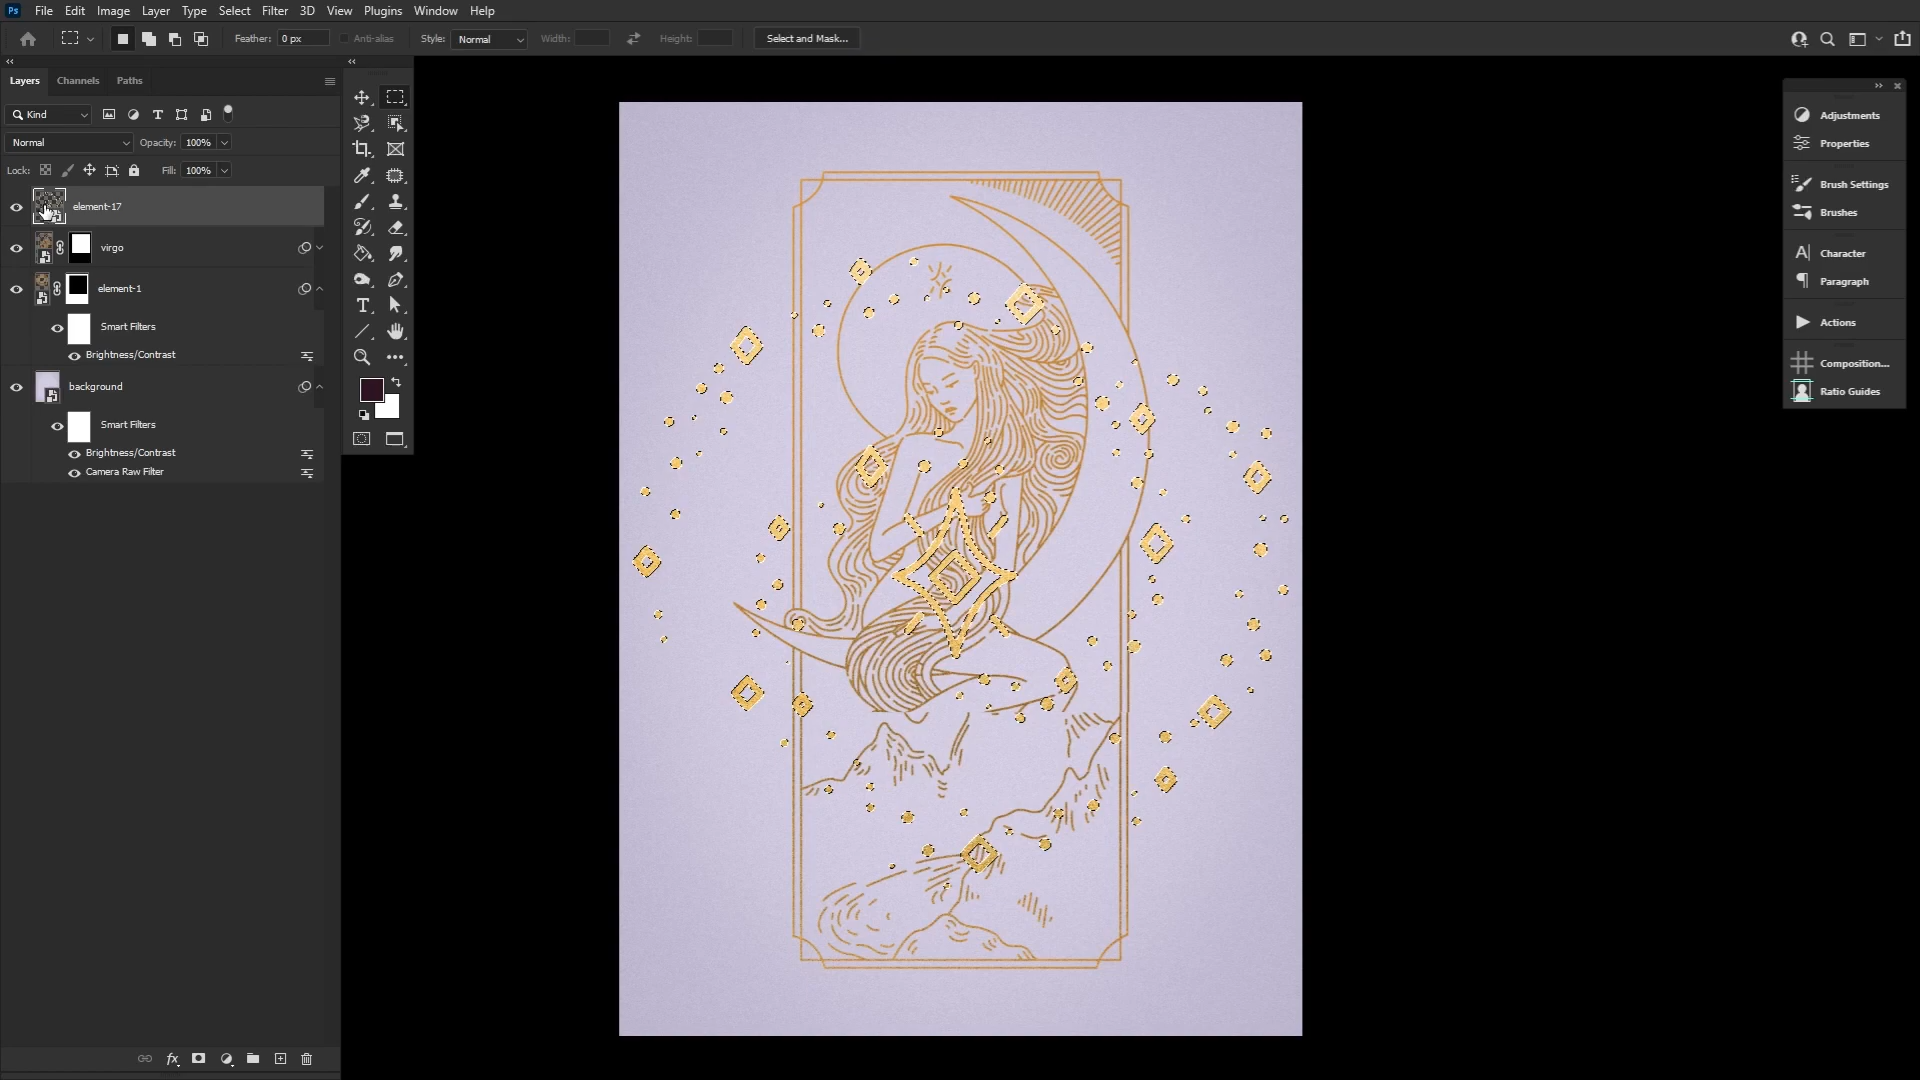 Ps File Edit Image Layer Type Select Filter 3D View Plugins Window Help
Feather: 0 px Anti-alias Style: Normal Width: Height: Select and Mask...
Layers Channels Paths
Kind
Normal Opacity: 100%
Lock: Fill: 100%
element-17
virgo
element-1
Smart Filters
Brightness/Contrast
background
Smart Filters
Brightness/Contrast
Camera Raw Filter
fx
Adjustments
Properties
Brush Settings
Brushes
Character
Paragraph
Actions
Composition...
Ratio Guides